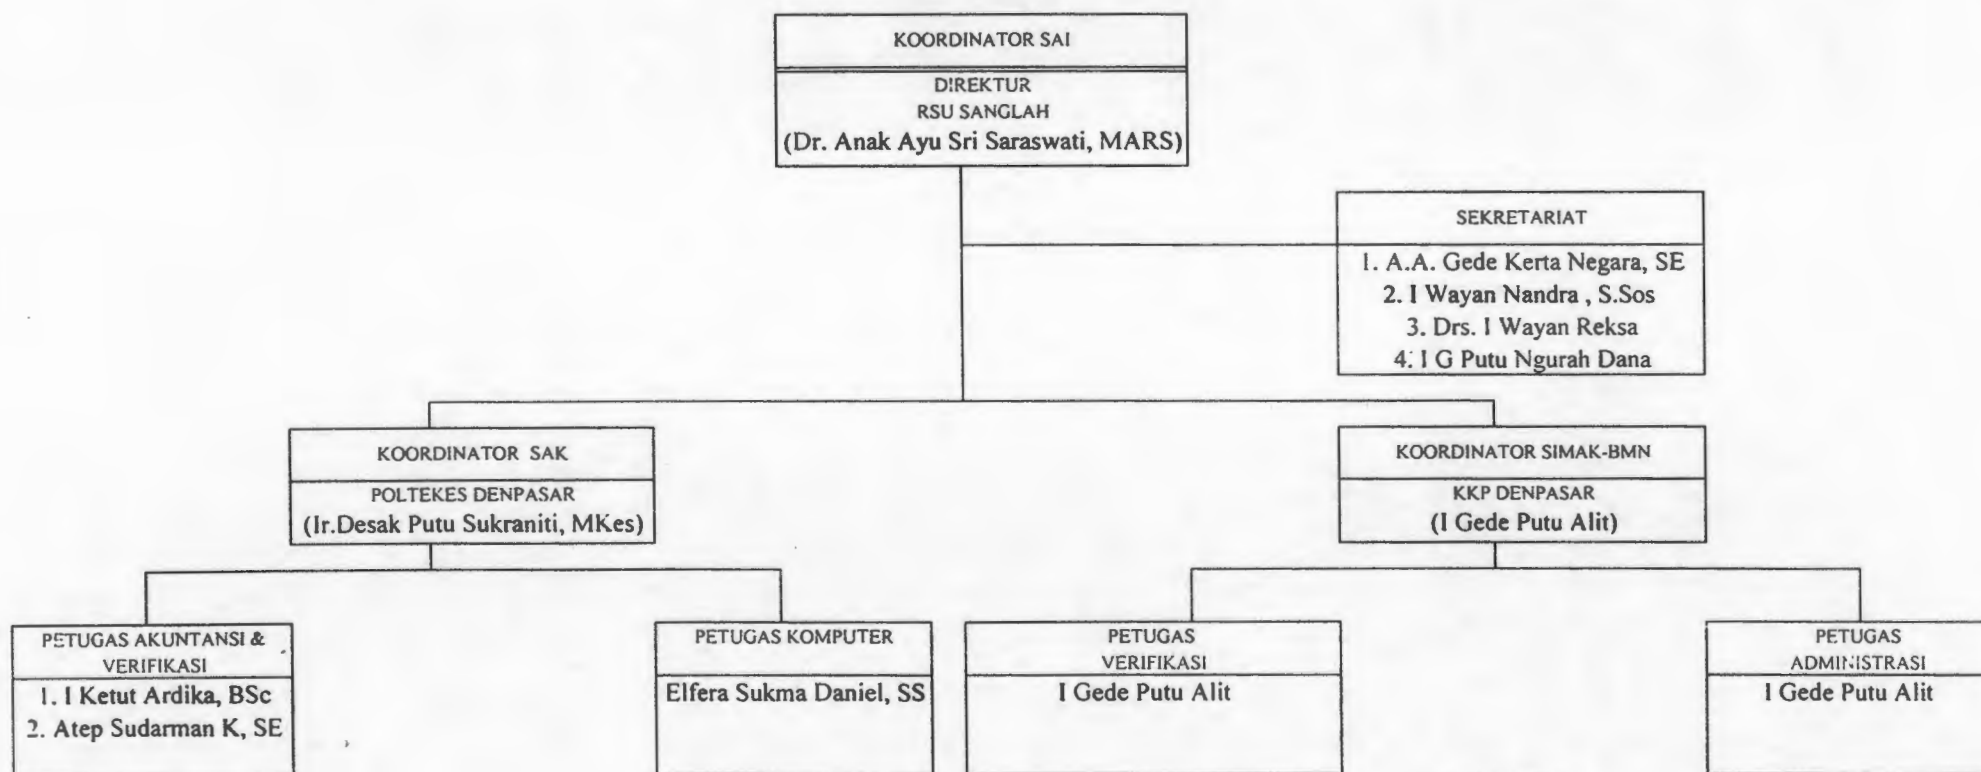 KOORDINATOR SAI
DIREKTUR
RSU SANGLAH
(Dr. Anak Ayu Sri Saraswati, MARS)
SEKRETARIAT
1. A.A. Gede Kerta Negara, SE
2. I Wayan Nandra , S.Sos
3. Drs. I Wayan Reksa
4. I G Putu Ngurah Dana
KOORDINATOR SAK
POLTEKES DENPASAR
(Ir.Desak Putu Sukraniti, MKes)
KOORDINATOR SIMAK-BMN
KKP DENPASAR
(I Gede Putu Alit)
PETUGAS AKUNTANSI &
VERIFIKASI
1. I Ketut Ardika, BSc
2. Atep Sudarman K, SE
PETUGAS KOMPUTER
Elfera Sukma Daniel, SS
PETUGAS
VERIFIKASI
I Gede Putu Alit
PETUGAS
ADMINISTRASI
I Gede Putu Alit